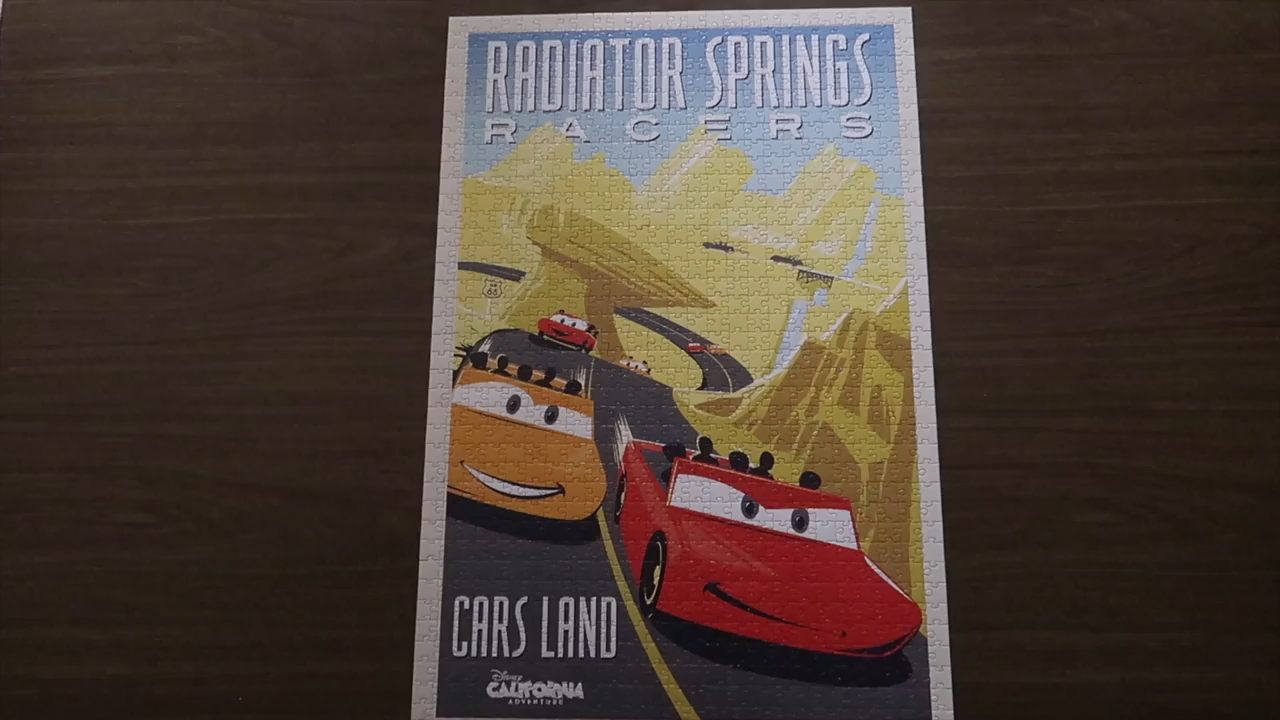 RADIATOR SPRINGS
RACERS
66
CARS LAND
Disney
CALIFORNIA
ADVENTURE